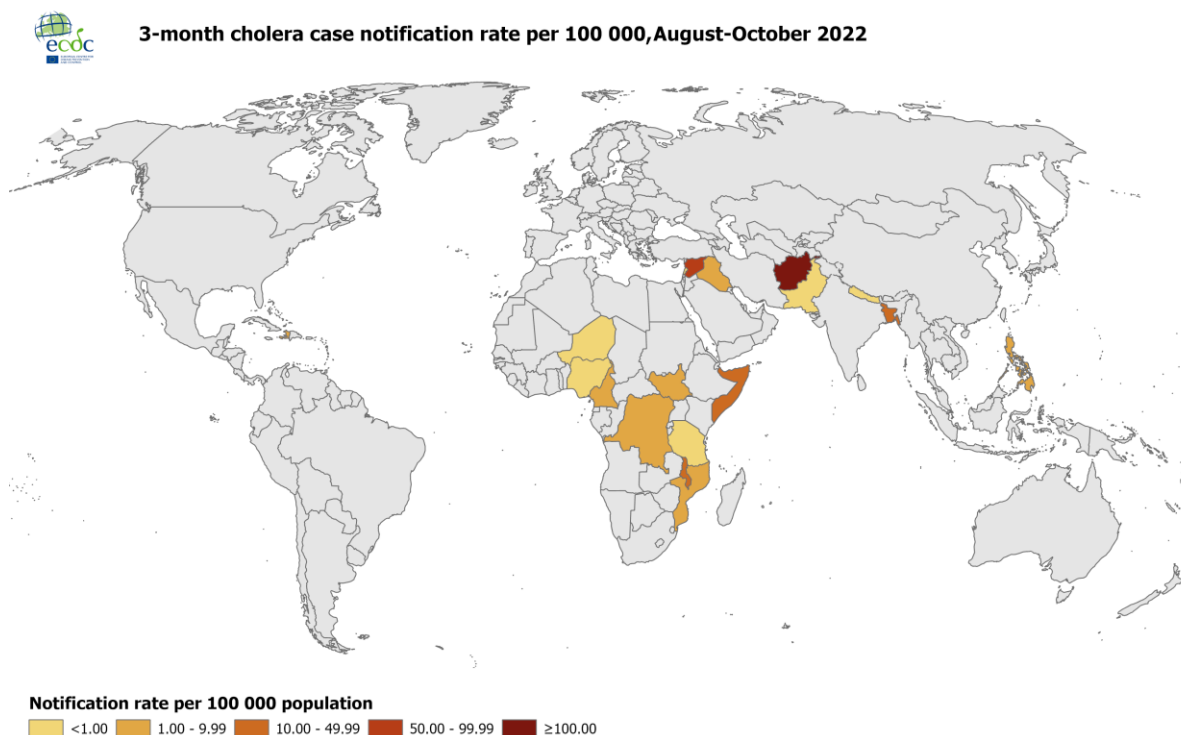 ecdc
3-month cholera case notification rate per 100 000,August-October 2022
Notification rate per 100 000 population
<1.00 1.00 - 9.99 10.00 - 49.99 50.00 - 99.99 ≥100.00